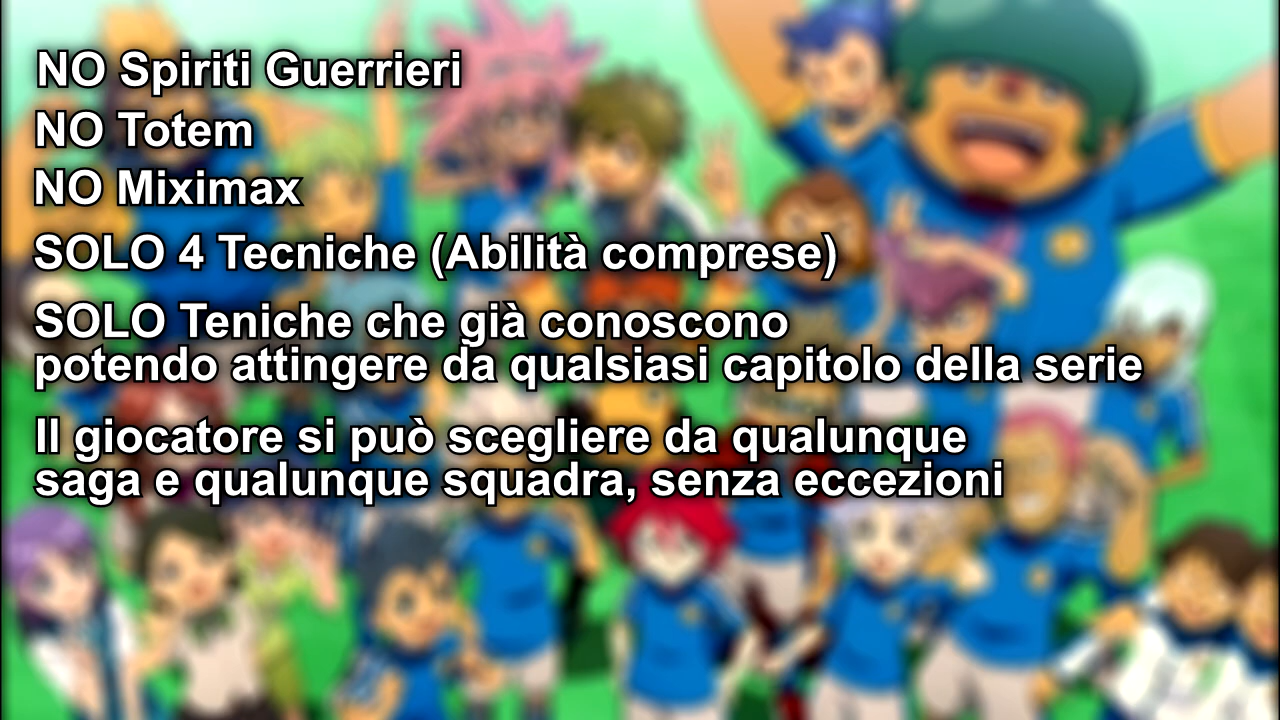 NO Spiriti Guerrieri
NO Totem
NO Miximax
SOLO 4 Tecniche (Abilità comprese)
SOLO Teniche che già conoscono
potendo attingere da qualsiasi capitolo della serie
Il giocatore si può scegliere da qualunque
saga e qualunque squadra, senza eccezioni